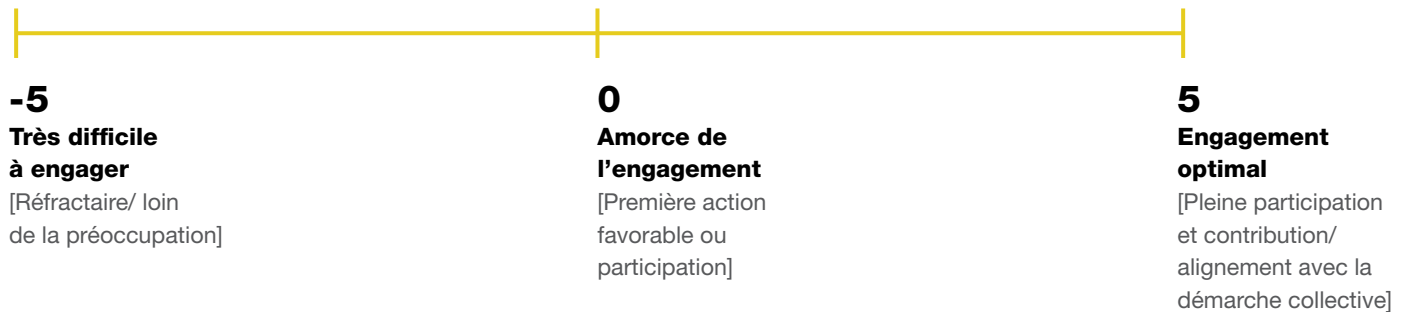 -5
Très difficile
à engager
[Réfractaire/ loin
de la préoccupation]
0
Amorce de
l’engagement
[Première action
favorable ou
participation]
5
Engagement
optimal
[Pleine participation
et contribution/
alignement avec la
démarche collective]